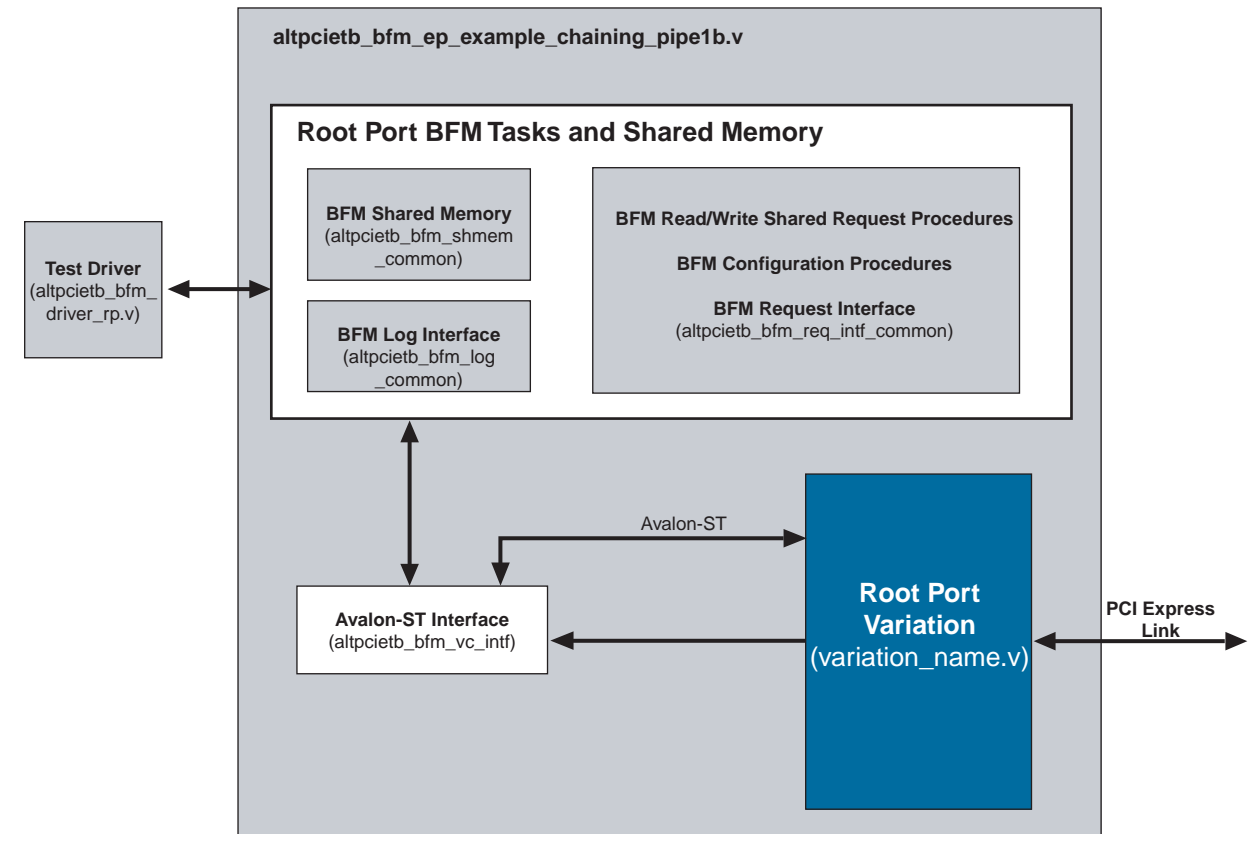 altpcietb_bfm_ep_example_chaining_pipe1b.v
Root Port BFM Tasks and Shared Memory
BFM Shared Memory
(altpcietb_bfm_shmem
_common)
BFM Log Interface
(altpcietb_bfm_log
_common)
BFM Read/Write Shared Request Procedures
BFM Configuration Procedures
BFM Request Interface
(altpcietb_bfm_req_intf_common)
Test Driver
(altpcietb_bfm_
driver_rp.v)
Avalon-ST
Avalon-ST Interface
(altpcietb_bfm_vc_intf)
Root Port
Variation
(variation_name.v)
PCI Express
Link